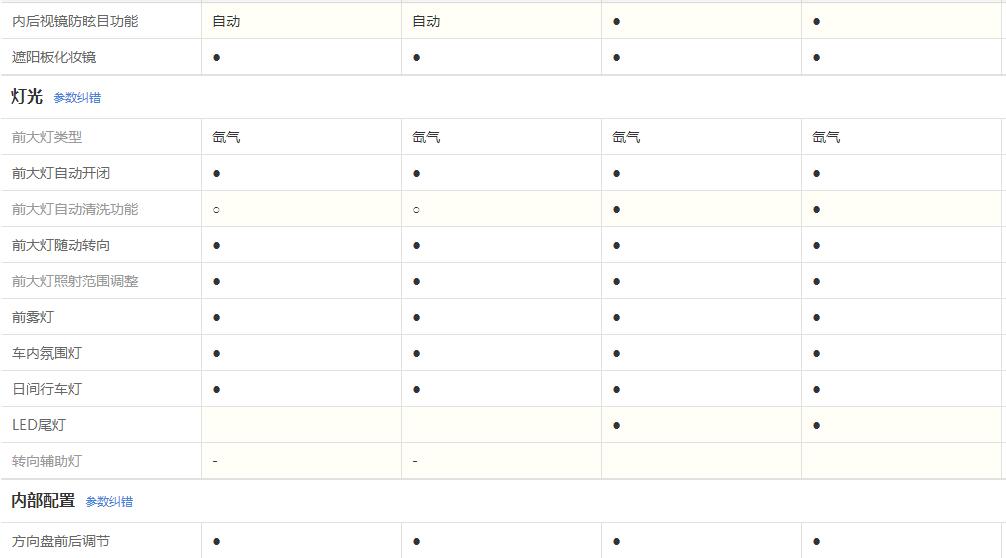 内后视镜防眩目功能 自动 自动 ● ●
遮阳板化妆镜 ● ● ● ●
灯光 参数纠错
前大灯类型 氙气 氙气 氙气 氙气
前大灯自动开闭 ● ● ● ●
前大灯自动清洗功能 ○ ○ ● ●
前大灯随动转向 ● ● ● ●
前大灯照射范围调整 ● ● ● ●
前雾灯 ● ● ● ●
车内氛围灯 ● ● ● ●
日间行车灯 ● ● ● ●
LED尾灯 ● ●
转向辅助灯 - -
内部配置 参数纠错
方向盘前后调节 ● ● ● ●